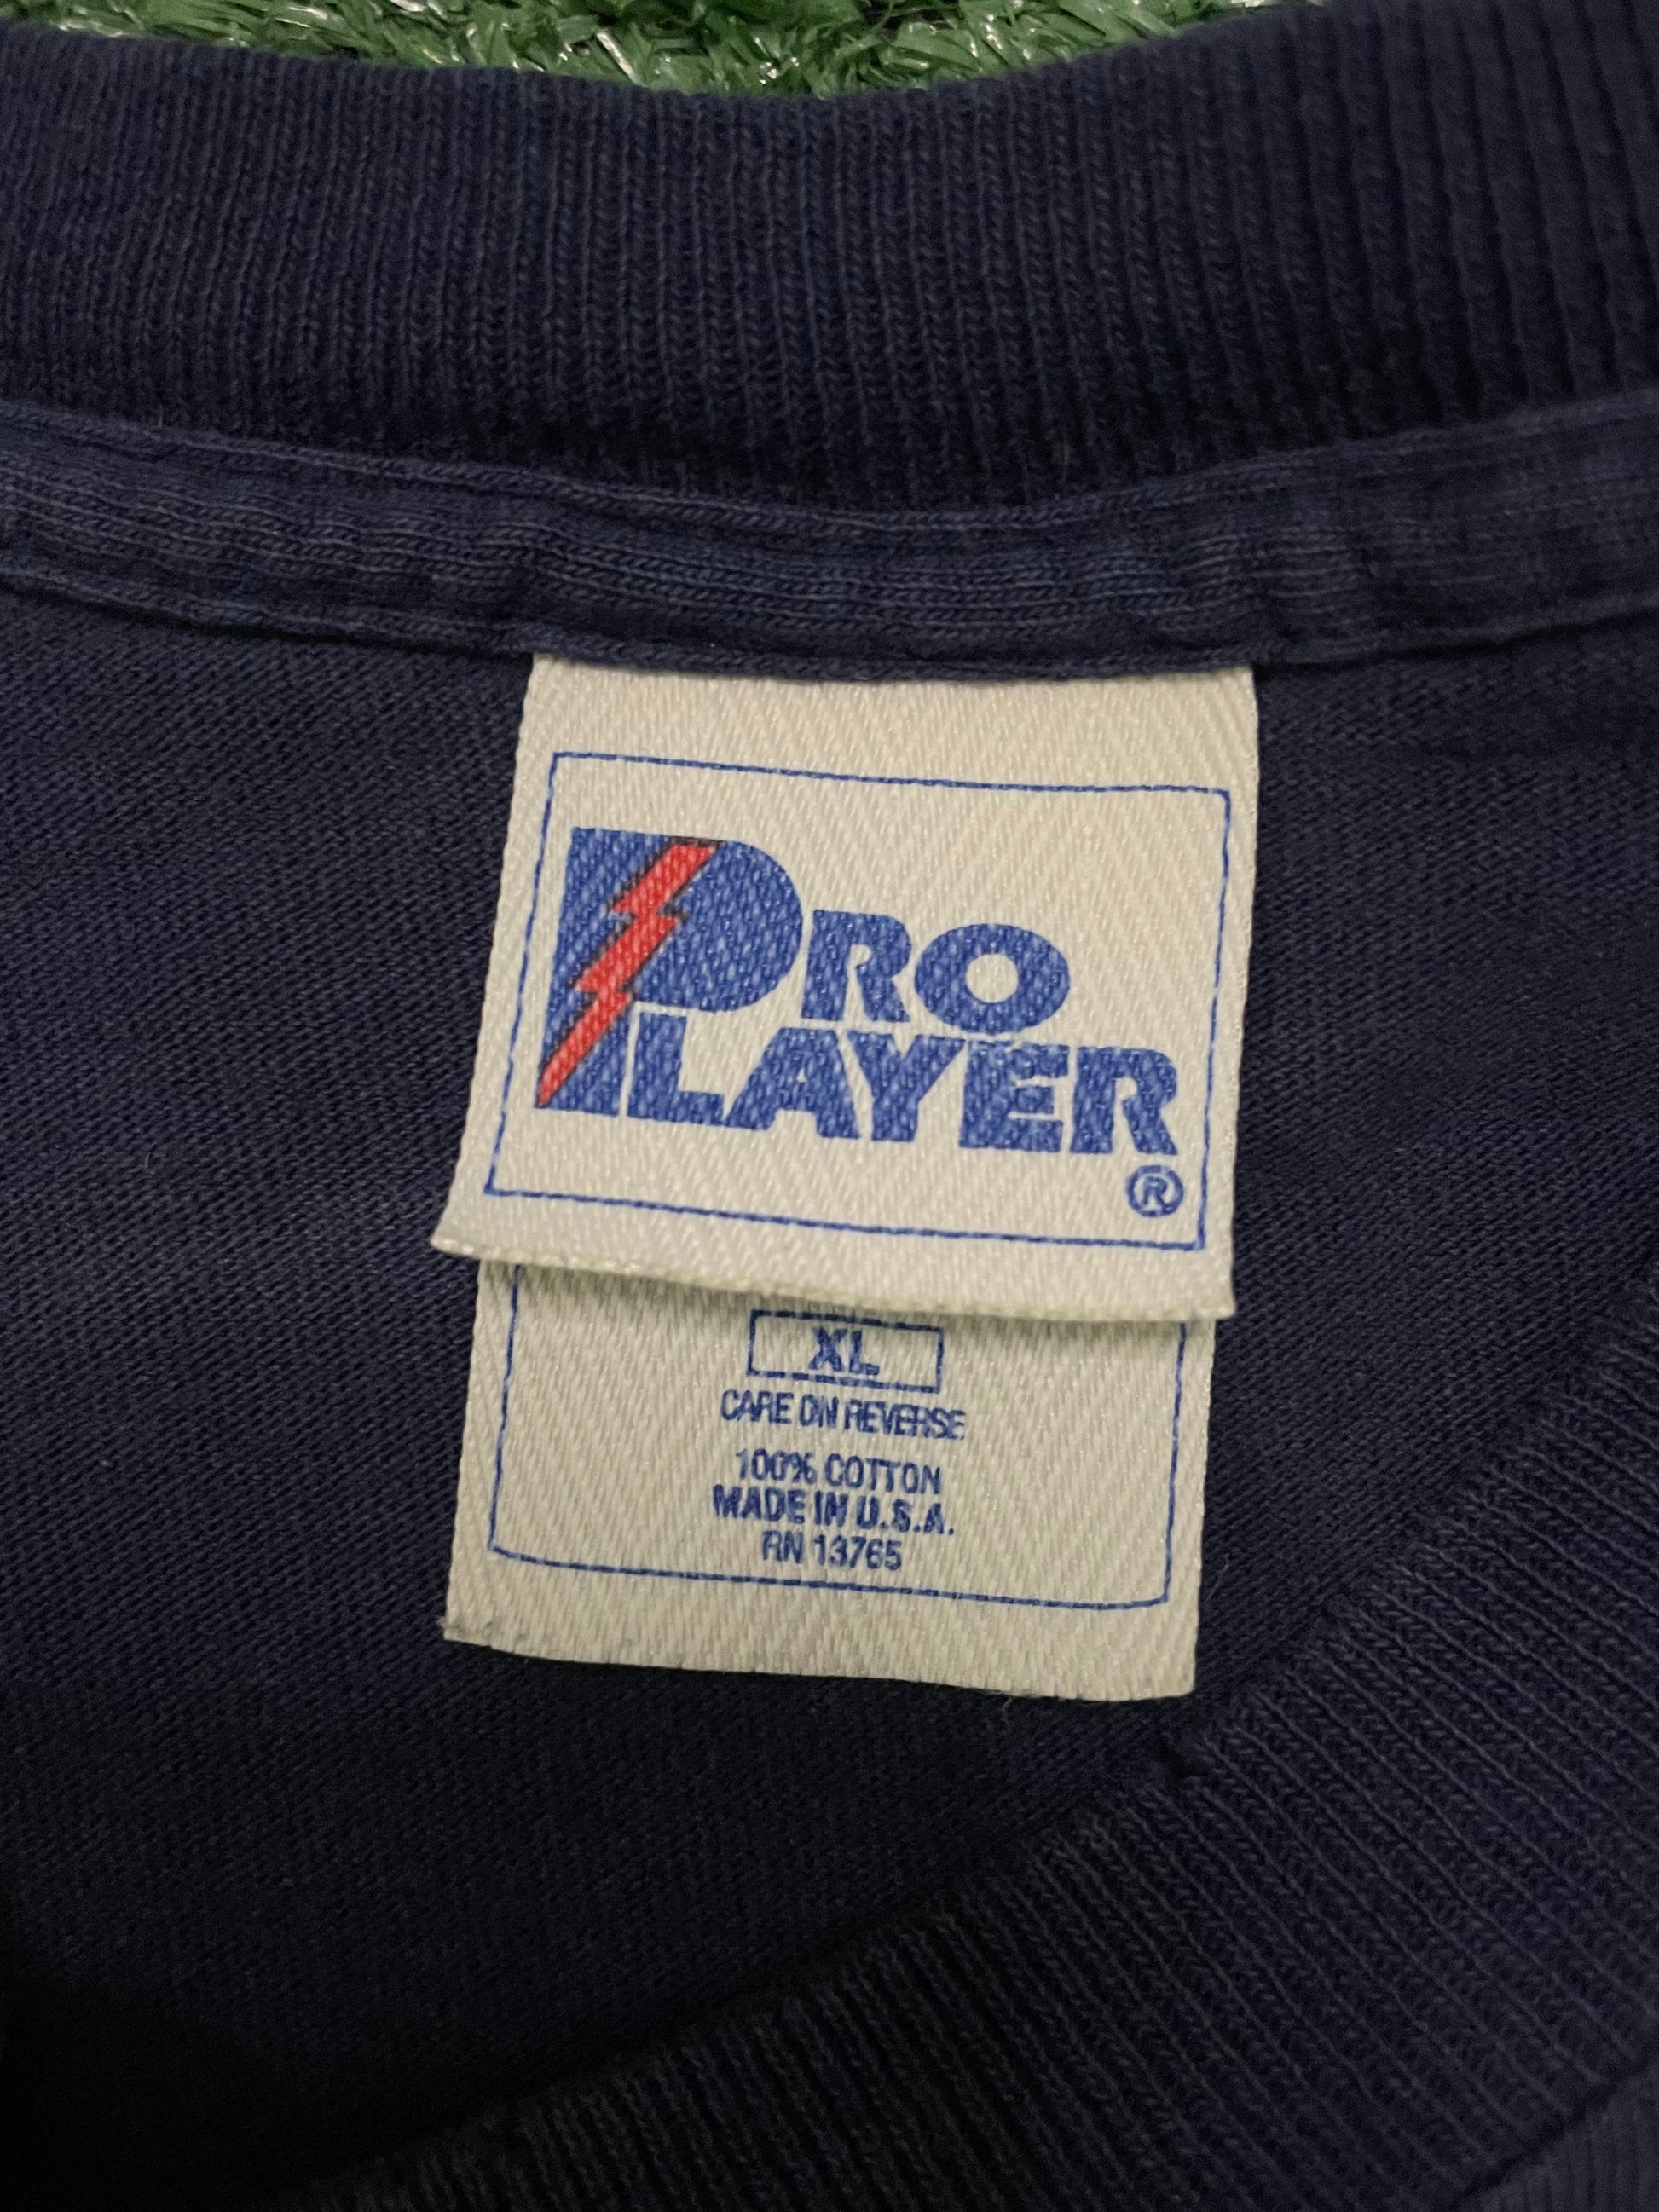 PRO
PLAYER
®
XL
CARE ON REVERSE
100% COTTON
MADE IN U.S.A.
RN 13765